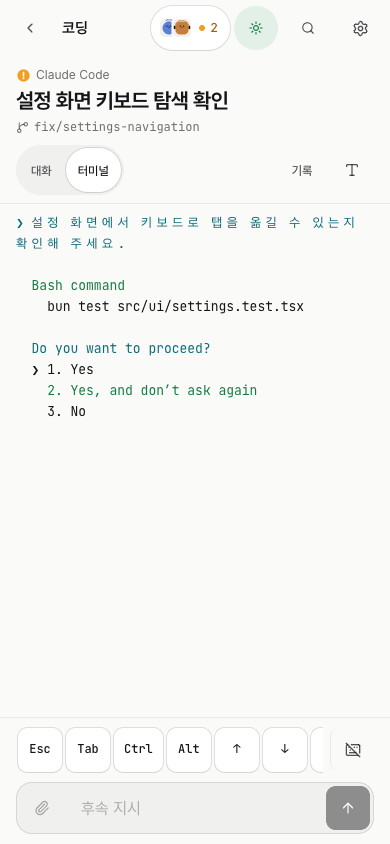 코딩
2
Claude Code
설정 화면 키보드 탐색 확인
fix/settings-navigation
대화
터미널
기록
❯ 설정 화면에서 키보드로 탭을 옮길 수 있는지
확인해 주세요.
Bash command
bun test src/ui/settings.test.tsx
Do you want to proceed?
❯ 1. Yes
2. Yes, and don’t ask again
3. No
Esc
Tab
Ctrl
Alt
↑
↓
후속 지시